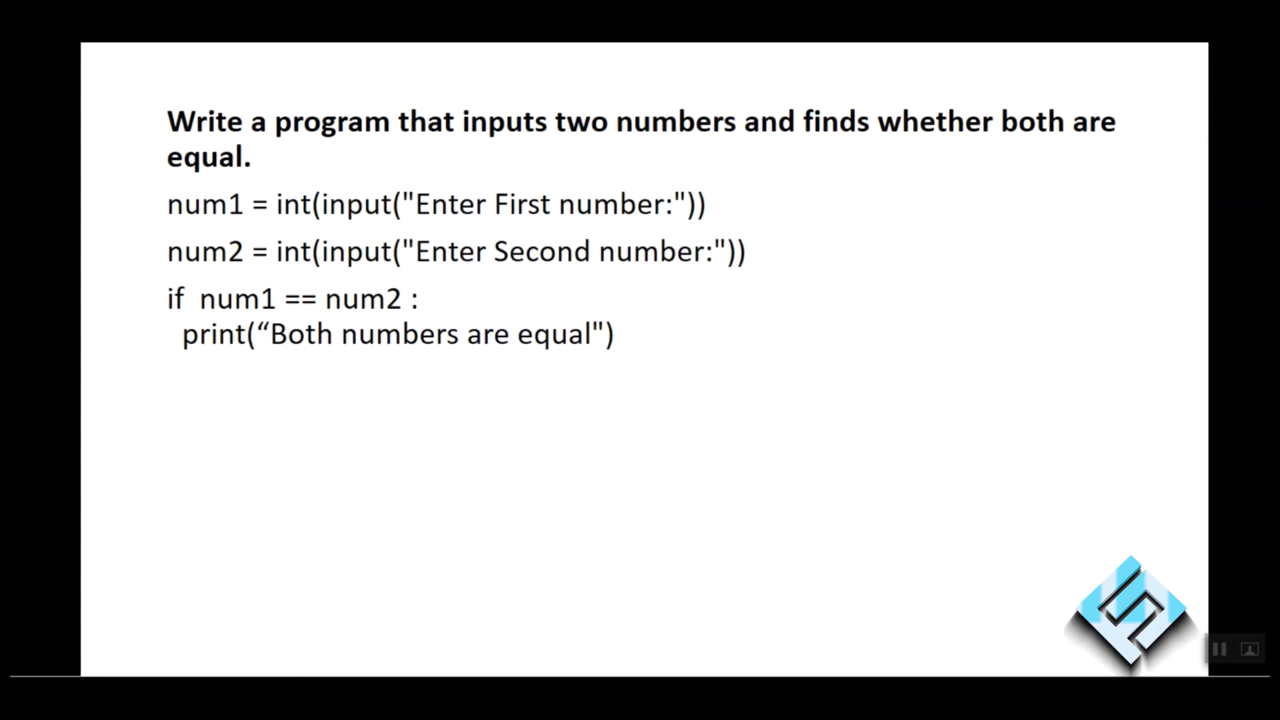 Write a program that inputs two numbers and finds whether both are
equal.
num1 = int(input("Enter First number:"))
num2 = int(input("Enter Second number:"))
if  num1 == num2 :
  print(“Both numbers are equal")